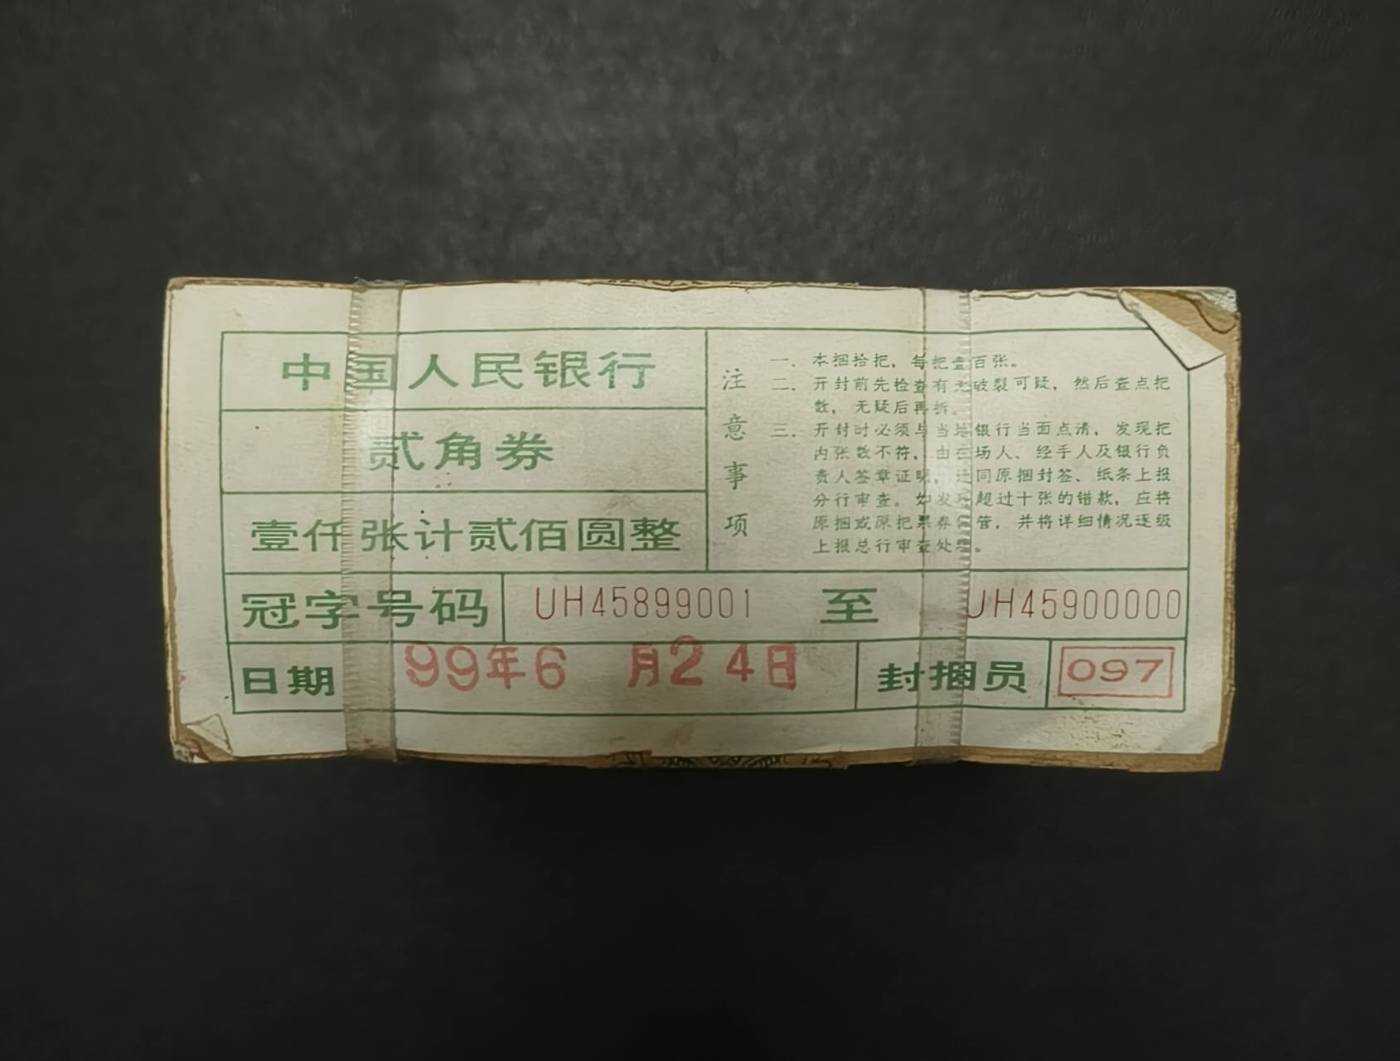 中国人民银行
贰角券
壹仟张计贰佰圆整
注意事项
一、本捆拾把，每把壹百张。
二、开封前先检查有无破裂可疑，然后查点把
数，无疑后再拆。
三、开封时必须与当地银行当面点清，发现把
内张数不符，由在场人、经手人及银行负
责人签章证明，连同原捆封签、纸条上报
分行审查。如发现超过十张的错款，应将
原捆或原把票券保管，并将详细情况逐级
上报总行审查处理。
冠字号码 UH45899001 至 UH45900000
日期 99年6月24日 封捆员 097